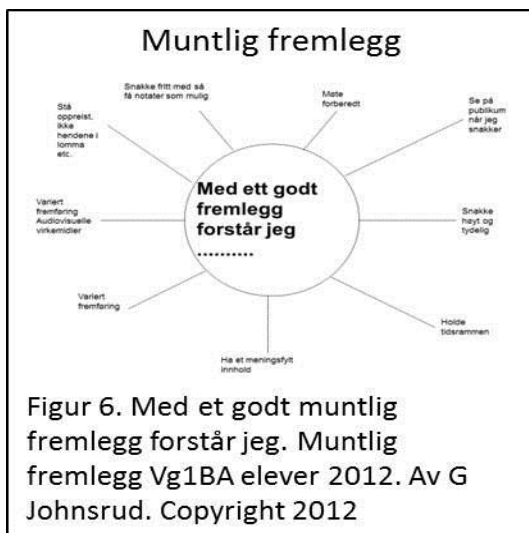 Muntlig fremlegg
Snakke fritt med så
få notater som mulig
Møte
forberedt
Stå
oppreist,
ikke
hendene i
lomma
etc.
Se på
publikum
når jeg
snakker
Med ett godt
fremlegg
forstår jeg
..........
Variert
fremføring
Audiovisuelle
virkemidler
Snakke
høyt og
tydelig
Variert
fremføring
Holde
tidsrammen
Ha et meningsfylt
innhold
Figur 6. Med et godt muntlig
fremlegg forstår jeg. Muntlig
fremlegg Vg1BA elever 2012. Av G
Johnsrud. Copyright 2012